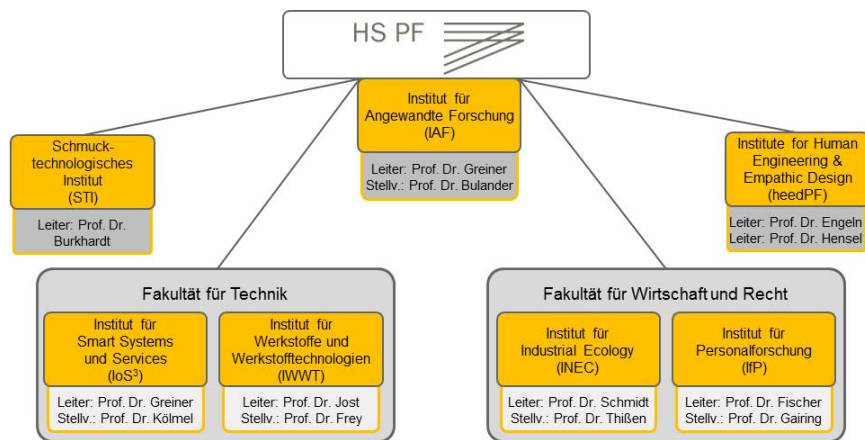 HS PF
Institut für
Angewandte Forschung
(IAF)
Leiter: Prof. Dr. Greiner
Stellv.: Prof. Dr. Bulander
Schmuck-
technologisches
Institut
(STI)
Leiter: Prof. Dr.
Burkhardt
Institute for Human
Engineering &
Empathic Design
(heedPF)
Leiter: Prof. Dr. Engeln
Leiter: Prof. Dr. Hensel
Fakultät für Technik
Institut für
Smart Systems
und Services
(IoS³)
Leiter: Prof. Dr. Greiner
Stellv.: Prof. Dr. Kölmel
Institut für
Werkstoffe und
Werkstofftechnologien
(IWWT)
Leiter: Prof. Dr. Jost
Stellv.: Prof. Dr. Frey
Fakultät für Wirtschaft und Recht
Institut für
Industrial Ecology
(INEC)
Leiter: Prof. Dr. Schmidt
Stellv.: Prof. Dr. Thißen
Institut für
Personalforschung
(IfP)
Leiter: Prof. Dr. Fischer
Stellv.: Prof. Dr. Gairing